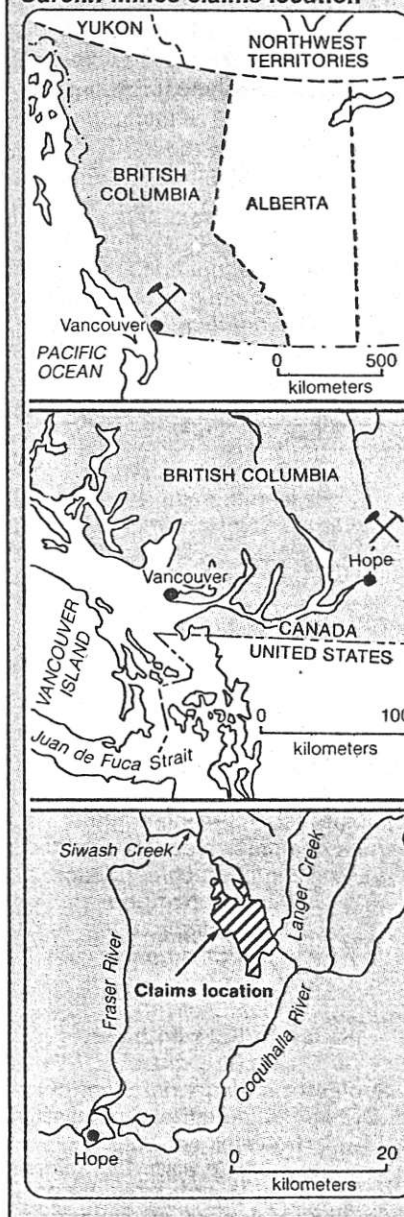 YUKON
NORTHWEST
TERRITORIES
BRITISH
COLUMBIA
ALBERTA
Vancouver
PACIFIC
OCEAN
0 500
kilometers
BRITISH COLUMBIA
Vancouver
Hope
CANADA
UNITED STATES
VANCOUVER
ISLAND
0 100
kilometers
Juan de Fuca Strait
Siwash Creek
Langer Creek
Fraser River
Claims location
Coquihalla River
Hope
0 20
kilometers